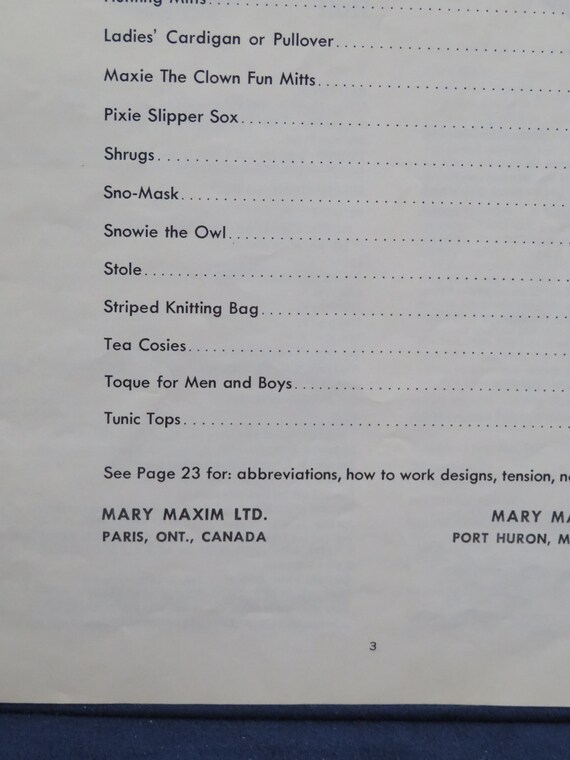 Mitts
Ladies' Cardigan or Pullover
Maxie The Clown Fun Mitts
Pixie Slipper Sox
Shrugs
Sno-Mask
Snowie the Owl
Stole
Striped Knitting Bag
Tea Cosies
Toque for Men and Boys
Tunic Tops
See Page 23 for: abbreviations, how to work designs, tension,
MARY MAXIM LTD. MARY
PARIS, ONT., CANADA PORT HURON,
3